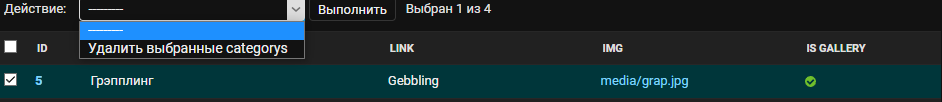 Действие: --------- Выполнить Выбран 1 из 4
---------
Удалить выбранные categorys
ID LINK IMG IS GALLERY
5 Грэпплинг Gebbling media/grap.jpg